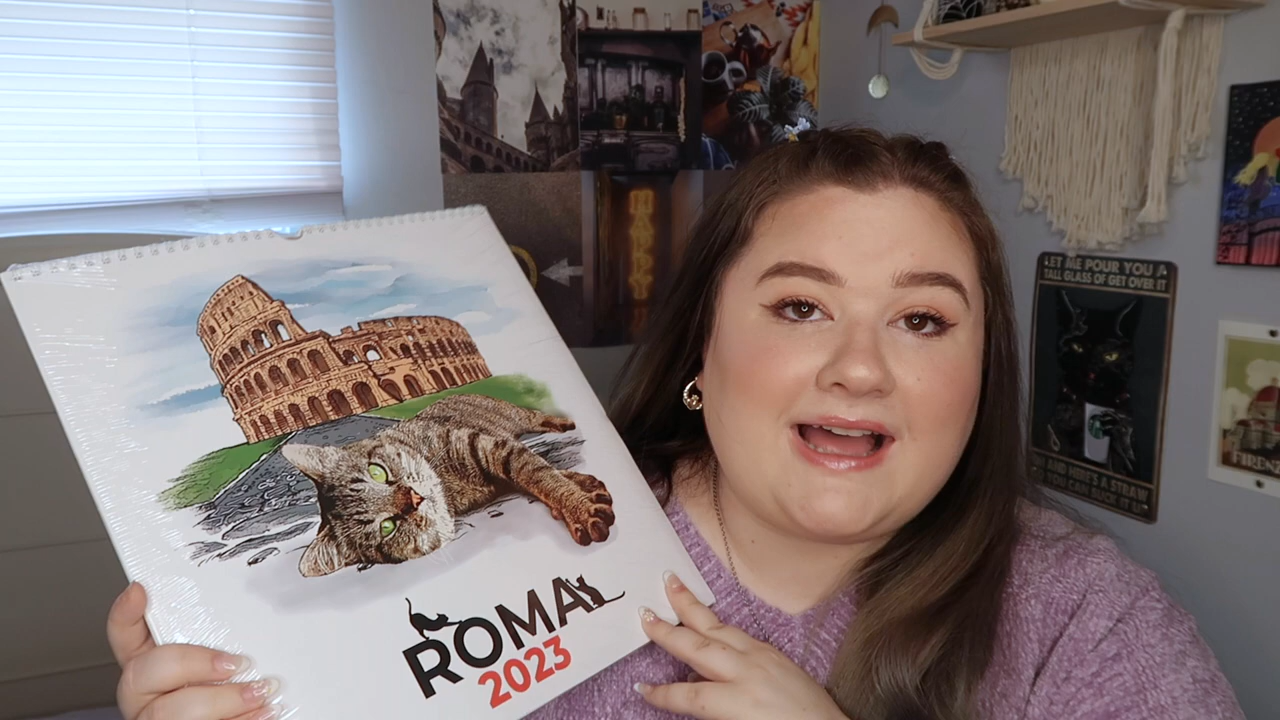 ROMA
2023
HAPPY
LET ME POUR YOU A
TALL GLASS OF GET OVER IT
AND HERE'S A STRAW
YOU CAN SUCK IT UP
FIRENZE